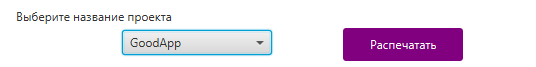 Выберите название проекта
GoodApp
Распечатать